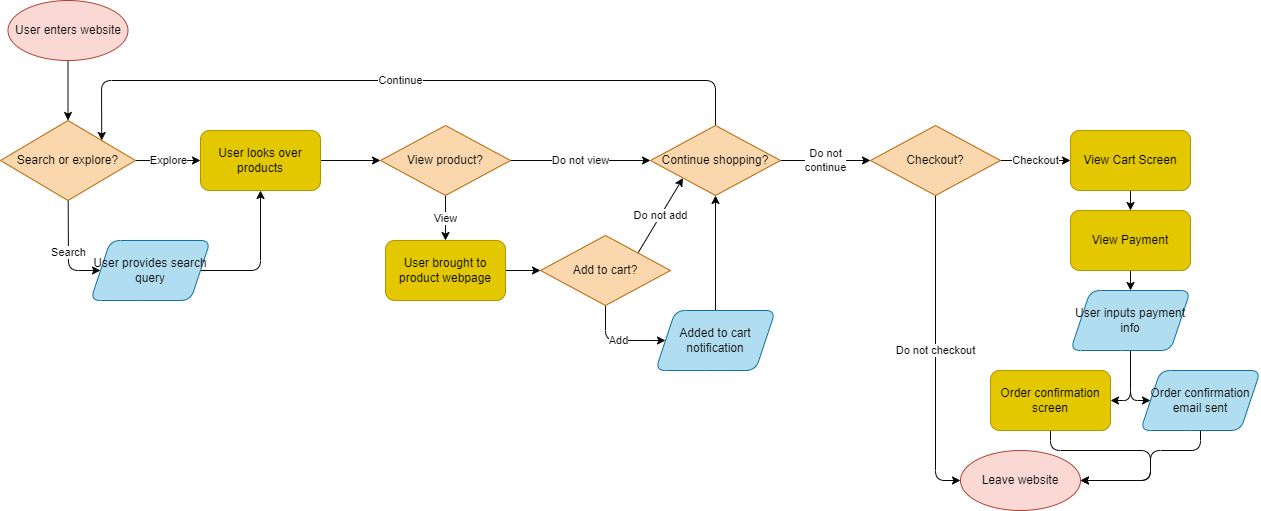 User enters website
Continue
Search or explore?
Explore
User looks over
products
View product?
Do not view
Continue shopping?
Do not
continue
Checkout?
Checkout
View Cart Screen
View
Do not add
Search
User provides search
query
User brought to
product webpage
Add to cart?
View Payment
Add
Added to cart
notification
User inputs payment
info
Do not checkout
Order confirmation
screen
Order confirmation
email sent
Leave website